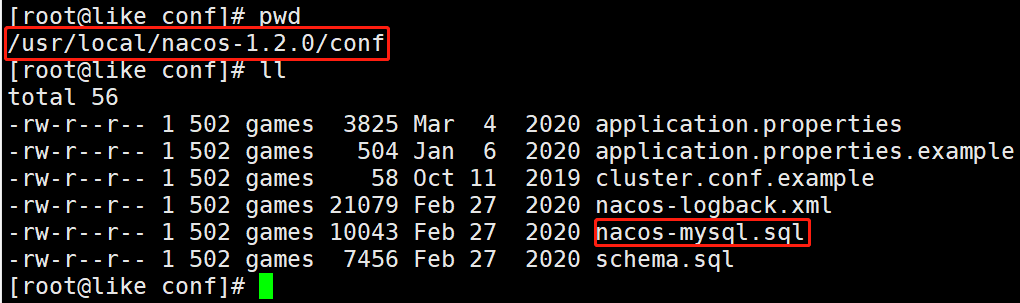 [root@like conf]# pwd
/usr/local/nacos-1.2.0/conf
[root@like conf]# ll
total 56
-rw-r--r-- 1 502 games  3825 Mar  4  2020 application.properties
-rw-r--r-- 1 502 games   504 Jan  6  2020 application.properties.example
-rw-r--r-- 1 502 games    58 Oct 11  2019 cluster.conf.example
-rw-r--r-- 1 502 games 21079 Feb 27  2020 nacos-logback.xml
-rw-r--r-- 1 502 games 10043 Feb 27  2020 nacos-mysql.sql
-rw-r--r-- 1 502 games  7456 Feb 27  2020 schema.sql
[root@like conf]#